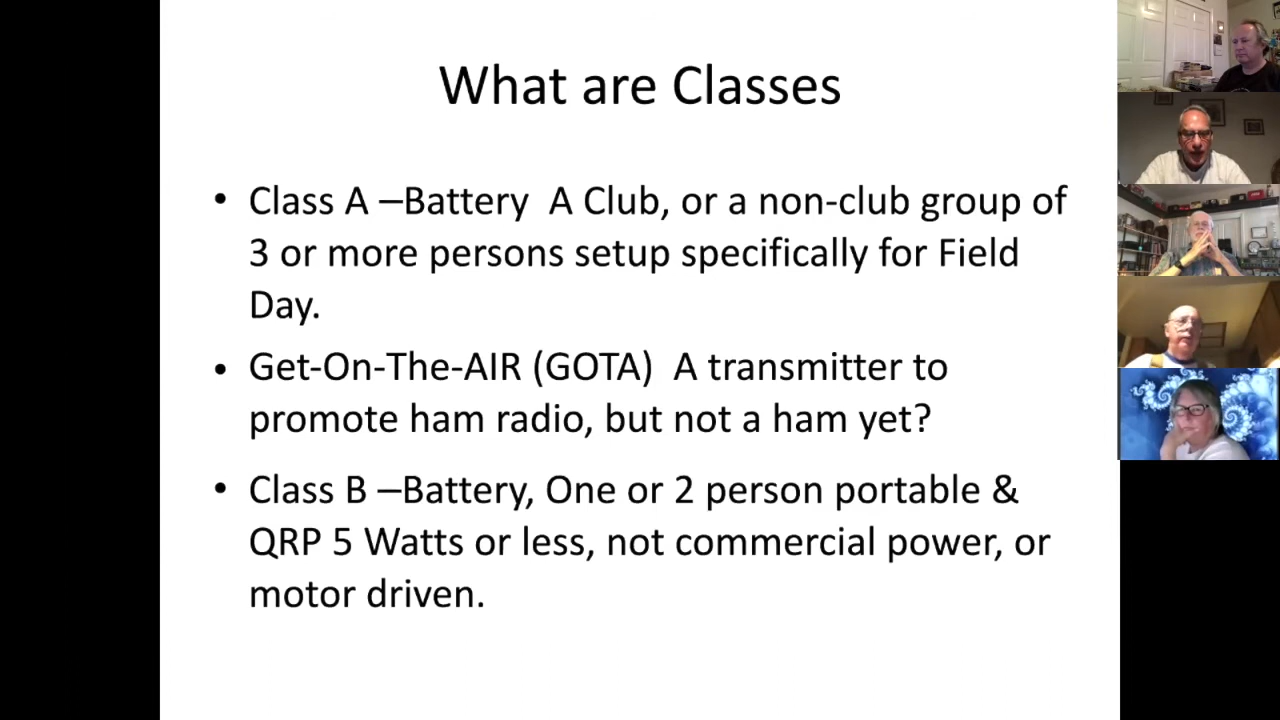 What are Classes
• Class A –Battery  A Club, or a non-club group of
3 or more persons setup specifically for Field
Day.
• Get-On-The-AIR (GOTA)  A transmitter to
promote ham radio, but not a ham yet?
• Class B –Battery, One or 2 person portable &
QRP 5 Watts or less, not commercial power, or
motor driven.